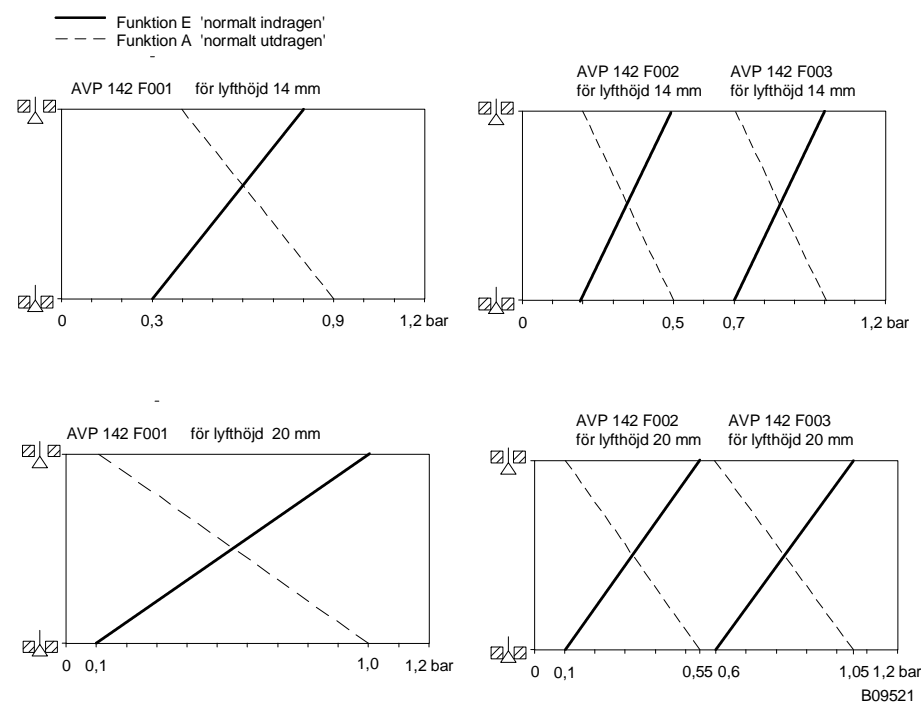 Funktion E 'normalt indragen'
Funktion A 'normalt utdragen'
AVP 142 F001 för lyfthöjd 14 mm
0 0,3 0,9 1,2 bar
AVP 142 F002 AVP 142 F003
för lyfthöjd 14 mm för lyfthöjd 14 mm
0 0,5 0,7 1,2 bar
AVP 142 F001 för lyfthöjd 20 mm
0 0,1 1,0 1,2 bar
AVP 142 F002 AVP 142 F003
för lyfthöjd 20 mm för lyfthöjd 20 mm
0 0,1 0,55 0,6 1,05 1,2 bar
B09521